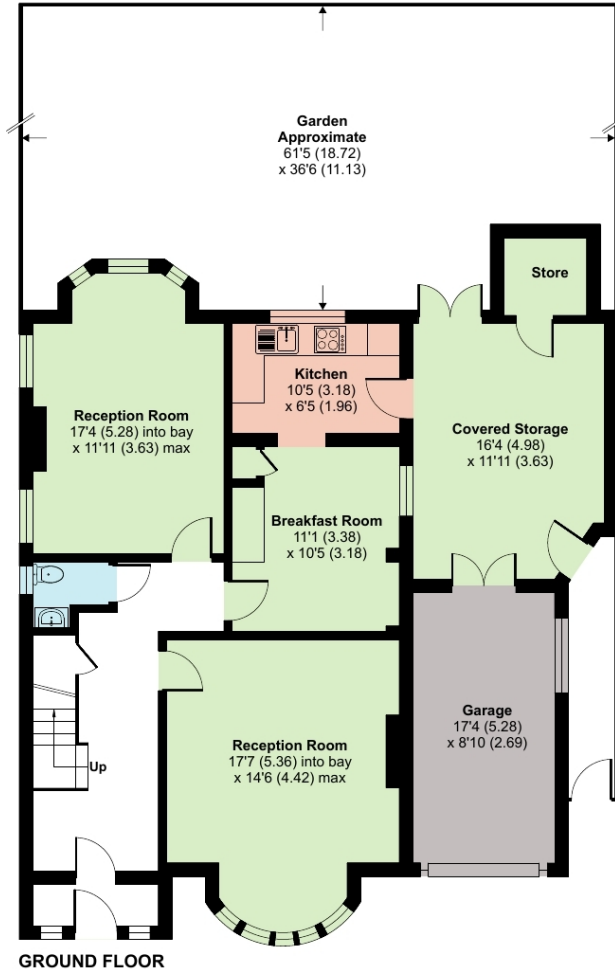 Garden
Approximate
61'5 (18.72)
x 36'6 (11.13)
Store
Kitchen
10'5 (3.18)
x 6'5 (1.96)
Reception Room
17'4 (5.28) into bay
x 11'11 (3.63) max
Covered Storage
16'4 (4.98)
x 11'11 (3.63)
Breakfast Room
11'1 (3.38)
x 10'5 (3.18)
Garage
17'4 (5.28)
x 8'10 (2.69)
Reception Room
17'7 (5.36) into bay
x 14'6 (4.42) max
Up
GROUND FLOOR